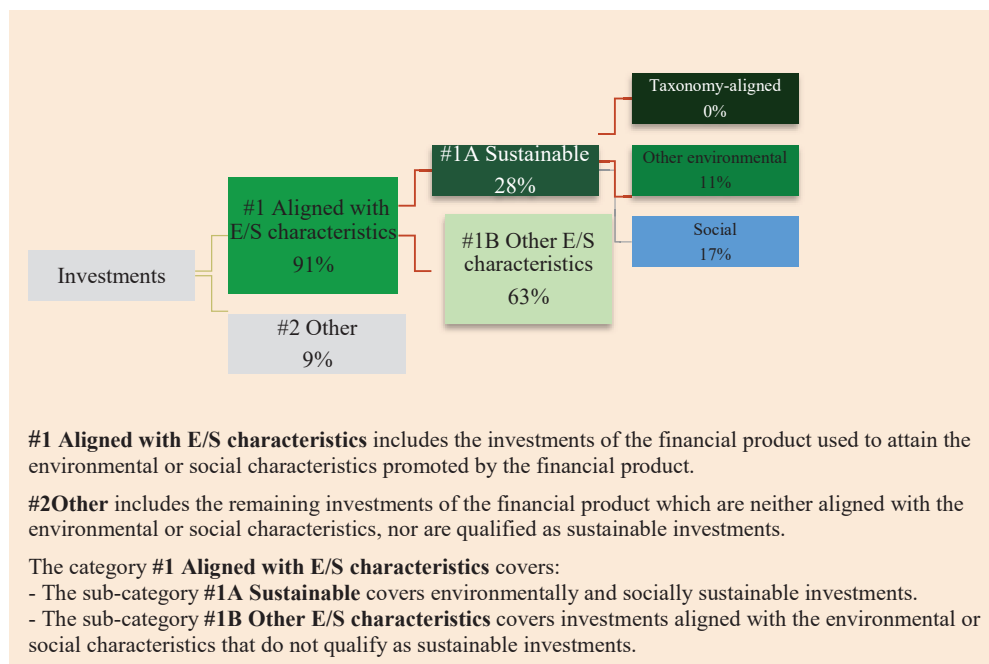 Taxonomy-aligned
0%
#1A Sustainable
28%
Other environmental
11%
#1 Aligned with
E/S characteristics
91%
#1B Other E/S
characteristics
63%
Social
17%
Investments
#2 Other
9%
#1 Aligned with E/S characteristics includes the investments of the financial product used to attain the
environmental or social characteristics promoted by the financial product.
#2Other includes the remaining investments of the financial product which are neither aligned with the
environmental or social characteristics, nor are qualified as sustainable investments.
The category #1 Aligned with E/S characteristics covers:
- The sub-category #1A Sustainable covers environmentally and socially sustainable investments.
- The sub-category #1B Other E/S characteristics covers investments aligned with the environmental or
social characteristics that do not qualify as sustainable investments.